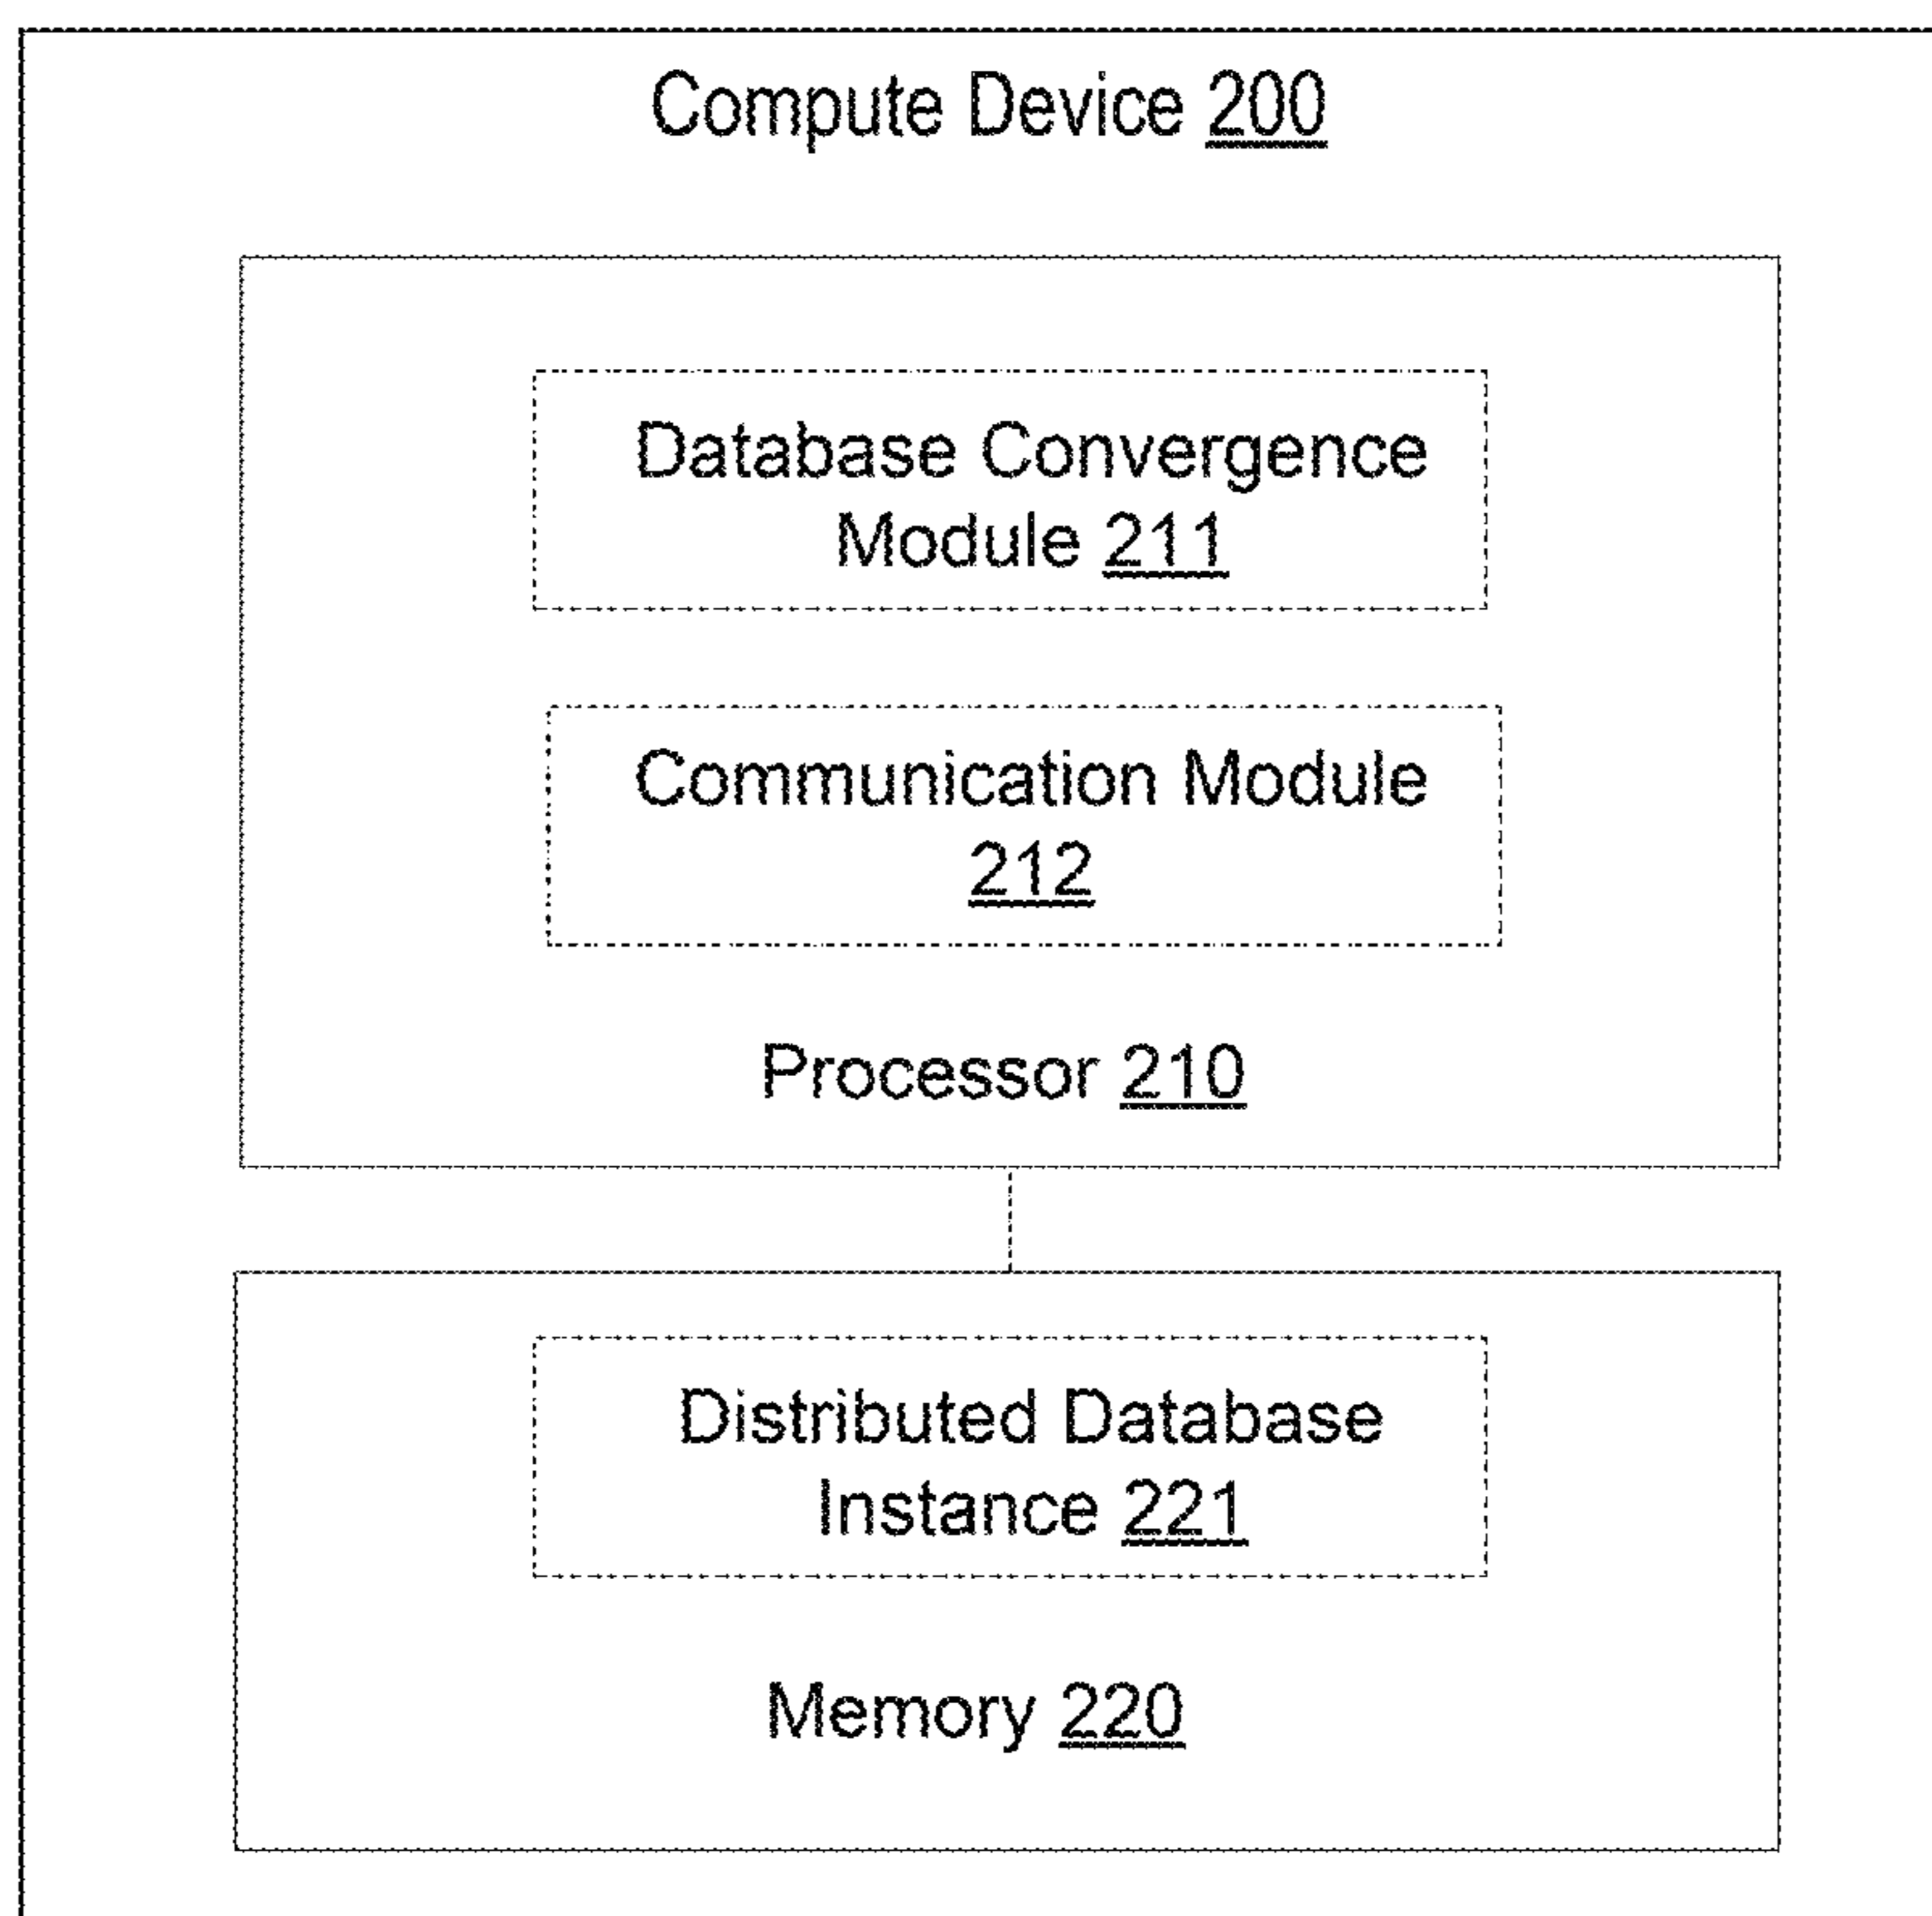 Compute Device 200
Database Convergence
Module 211
Communication Module
212
Processor 210
Distributed Database
Instance 221
Memory 220